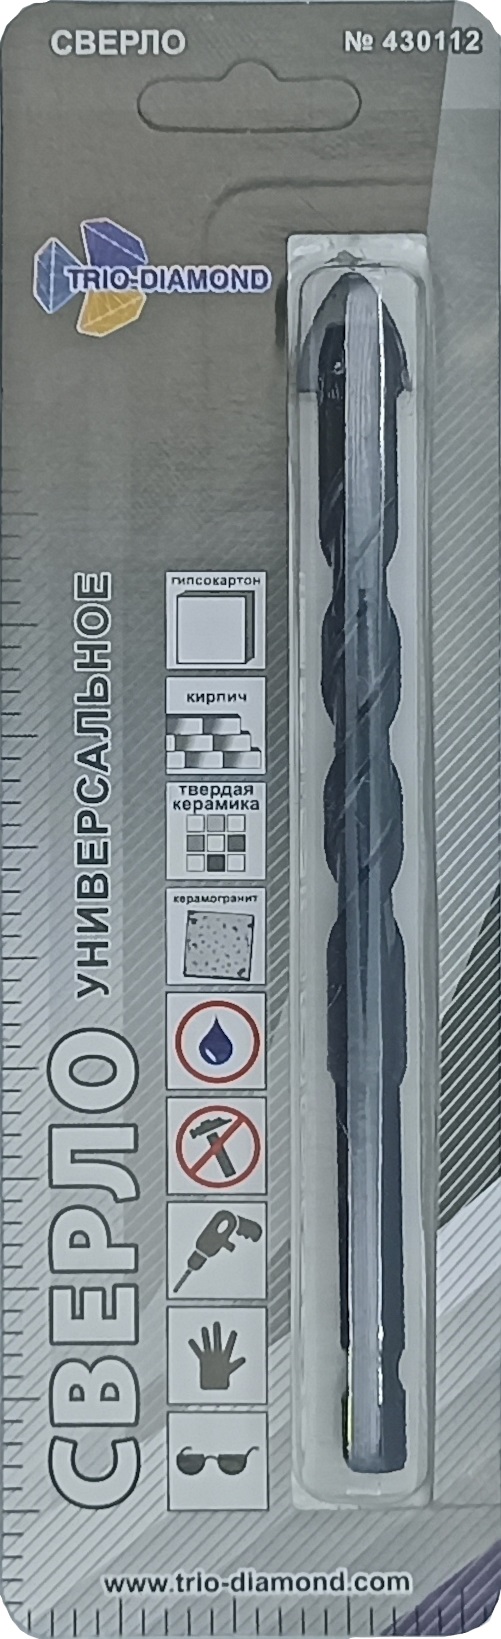 СВЕРЛО
№ 430112
TRIO-DIAMOND
СВЕРЛО УНИВЕРСАЛЬНОЕ
гипсокартон
кирпич
твердая
керамика
керамогранит
www.trio-diamond.com